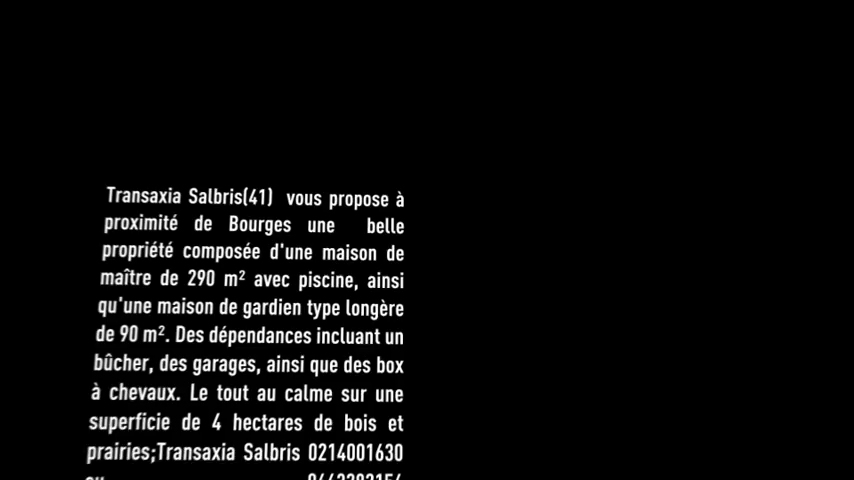 Transaxia Salbris(41) vous propose à
proximité de Bourges une belle
propriété composée d'une maison de
maître de 290 m² avec piscine, ainsi
qu'une maison de gardien type longère
de 90 m². Des dépendances incluant un
bûcher, des garages, ainsi que des box
à chevaux. Le tout au calme sur une
superficie de 4 hectares de bois et
prairies;Transaxia Salbris 0214001630